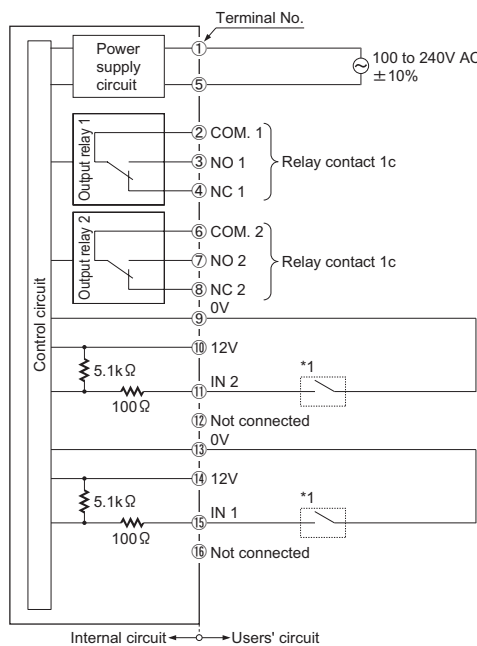 Terminal No.
Power
supply
circuit
①
⑤
100 to 240V AC
±10%
Control circuit
Output relay 1
② COM. 1
③ NO 1
④ NC 1
Relay contact 1c
Output relay 2
⑥ COM. 2
⑦ NO 2
⑧ NC 2
Relay contact 1c
0V
⑨
⑩ 12V
5.1kΩ
100Ω
⑪ IN 2
*1
⑫ Not connected
0V
⑬
⑭ 12V
5.1kΩ
100Ω
⑮ IN 1
*1
⑯ Not connected
Internal circuit
Users' circuit